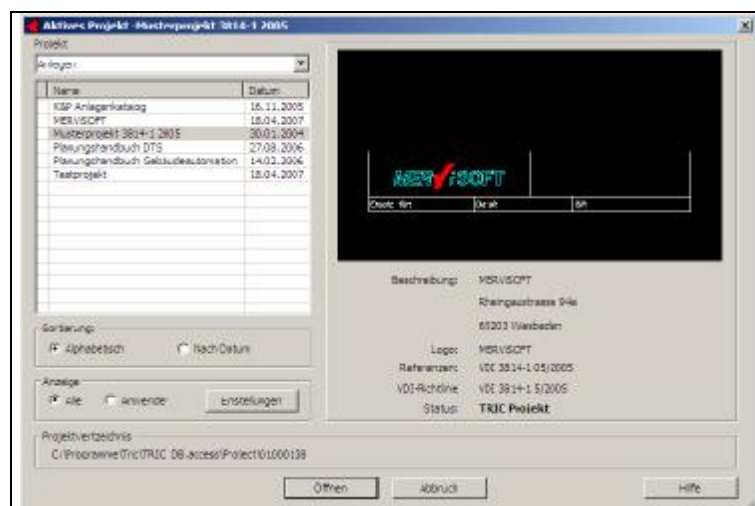 Aktives Projekt -Musterprojekt 3814-1 2005
Projekt
Anlagen
Name Datum
K&P Anlagenkatalog 16.11.2005
MERVISOFT 18.04.2007
Musterprojekt 3814-1 2005 30.01.2004
Planungshandbuch DTS 27.09.2006
Planungshandbuch Gebäudeautomation 14.02.2006
Testprojekt 18.04.2007
Sortierung:
Alphabetisch Nach Datum
Anzeige
Alle Anwender Einstellungen
MERVISOFT
Beschreibung: MERVISOFT
Rheingaustrasse 94a
65203 Wiesbaden
Logo: MERVISOFT
Referenzen: VDI 3814-1 05/2005
VDI-Richtlinie VDI 3814-1 5/2005
Status: TRIC Projekt
Projektverzeichnis
C:\Programme\Tric\TRIC DB.access\Project\01000138
Öffnen Abbruch Hilfe